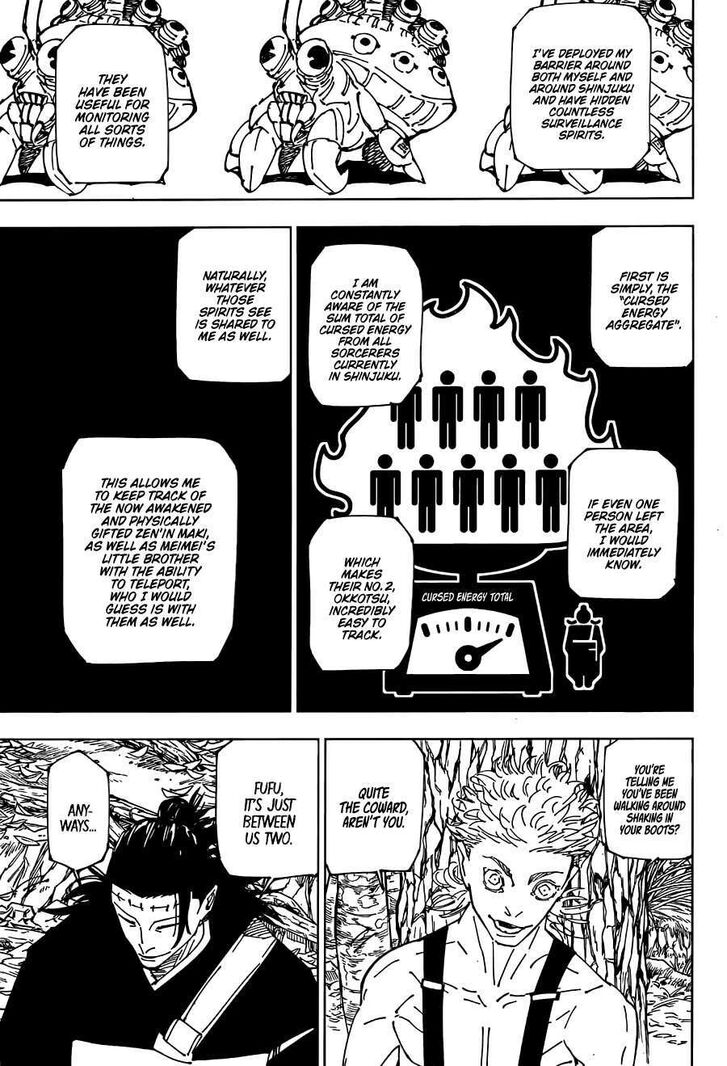 I'VE DEPLOYED MY
BARRIER AROUND
BOTH MYSELF AND
AROUND SHINJUKU
AND HAVE HIDDEN
COUNTLESS
SURVEILLANCE
SPIRITS.
THEY
HAVE BEEN
USEFUL FOR
MONITORING
ALL SORTS
OF THINGS.
FIRST IS
SIMPLY, THE
"CURSED
ENERGY
AGGREGATE".
I AM
CONSTANTLY
AWARE OF THE
SUM TOTAL OF
CURSED ENERGY
FROM ALL
SORCERERS
CURRENTLY
IN SHINJUKU.
IF EVEN ONE
PERSON LEFT
THE AREA,
I WOULD
IMMEDIATELY
KNOW.
WHICH
MAKES
THEIR NO. 2,
OKKOTSU,
INCREDIBLY
EASY TO
TRACK.
CURSED ENERGY TOTAL
NATURALLY,
WHATEVER
THOSE
SPIRITS SEE
IS SHARED TO
ME AS WELL.
THIS ALLOWS ME
TO KEEP TRACK OF
THE NOW AWAKENED
AND PHYSICALLY
GIFTED ZEN'IN MAKI,
AS WELL AS MEIMEI'S
LITTLE BROTHER
WITH THE ABILITY
TO TELEPORT,
WHO I WOULD
GUESS IS WITH
THEM AS WELL.
YOU'RE
TELLING ME
YOU'VE BEEN
WALKING AROUND
SHAKING IN
YOUR BOOTS?
QUITE
THE COWARD,
AREN'T YOU.
FUFU,
IT'S JUST
BETWEEN
US TWO.
ANY-
WAYS...